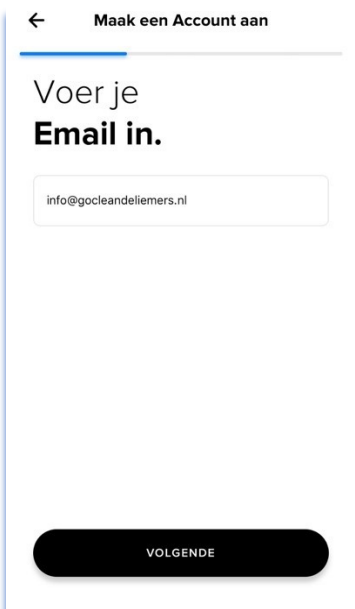 Maak een Account aan
Voer je
Email in.
info@gocleandeliemers.nl
VOLGENDE